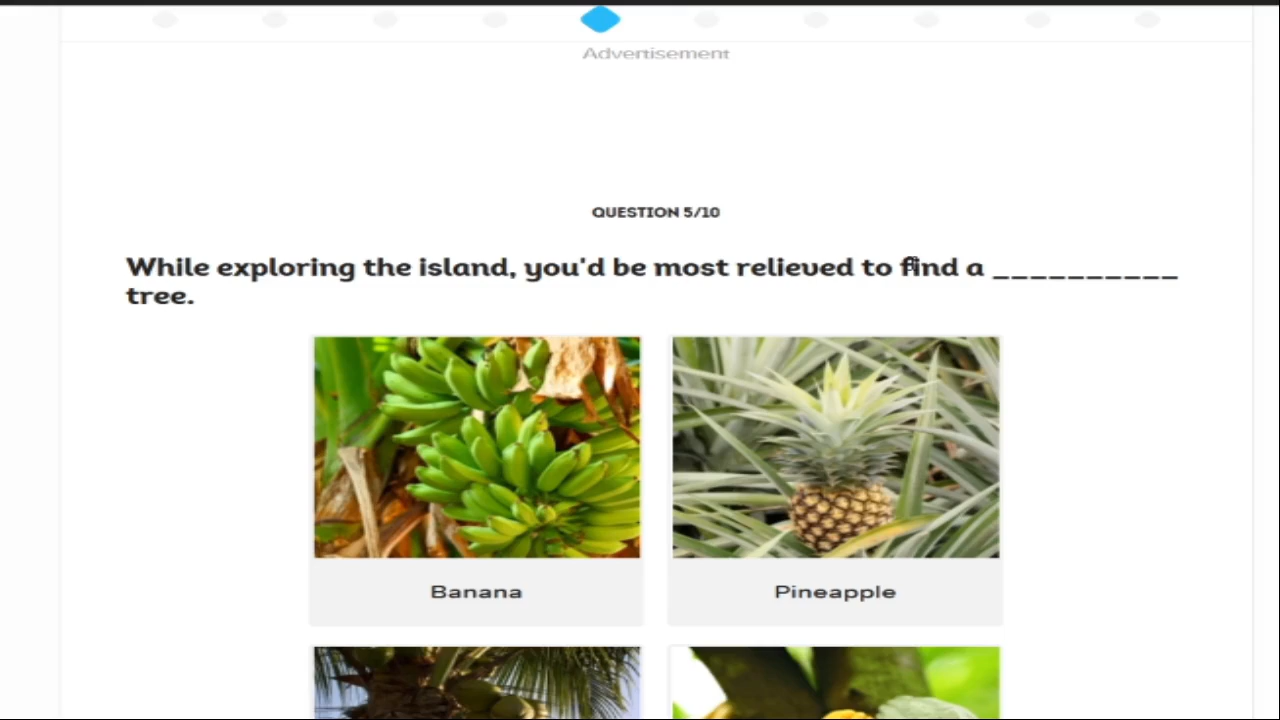 Advertisement
QUESTION 5/10
While exploring the island, you'd be most relieved to find a __________
tree.
Banana
Pineapple